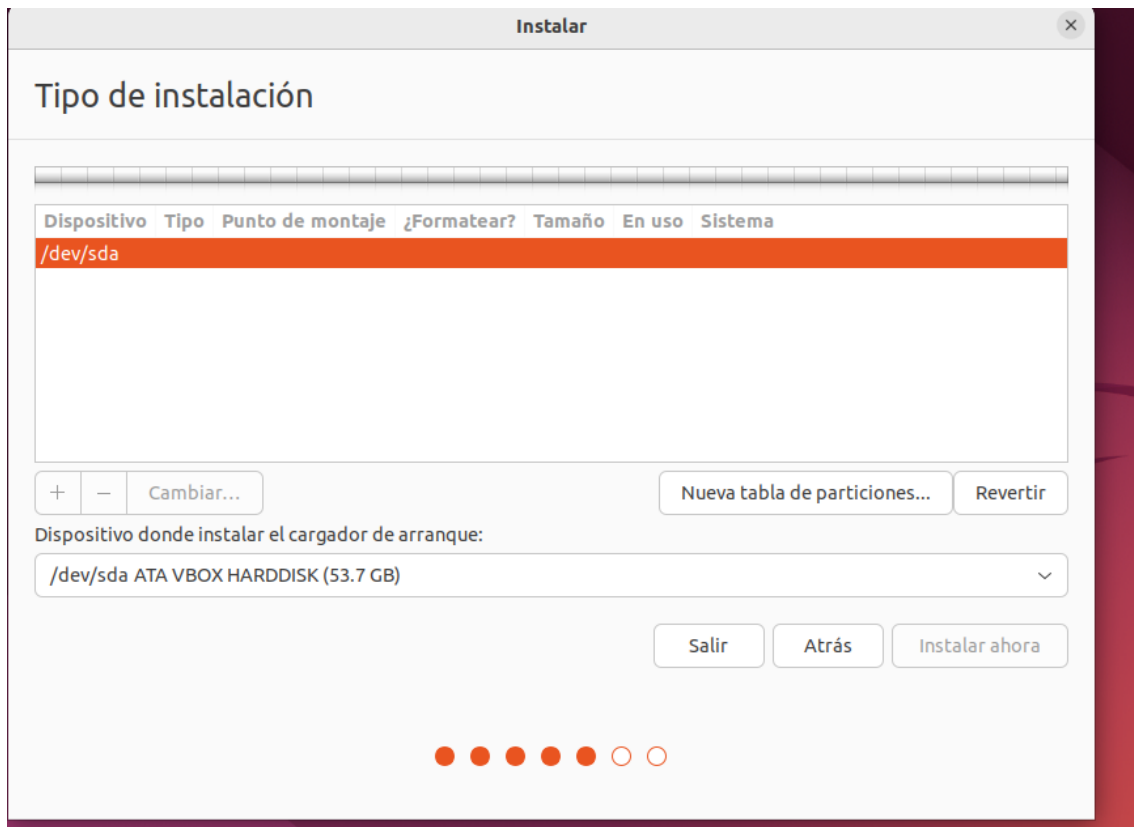 Instalar
Tipo de instalación
Dispositivo Tipo Punto de montaje ¿Formatear? Tamaño En uso Sistema
/dev/sda
+ − Cambiar... Nueva tabla de particiones... Revertir
Dispositivo donde instalar el cargador de arranque:
/dev/sda ATA VBOX HARDDISK (53.7 GB)
Salir Atrás Instalar ahora